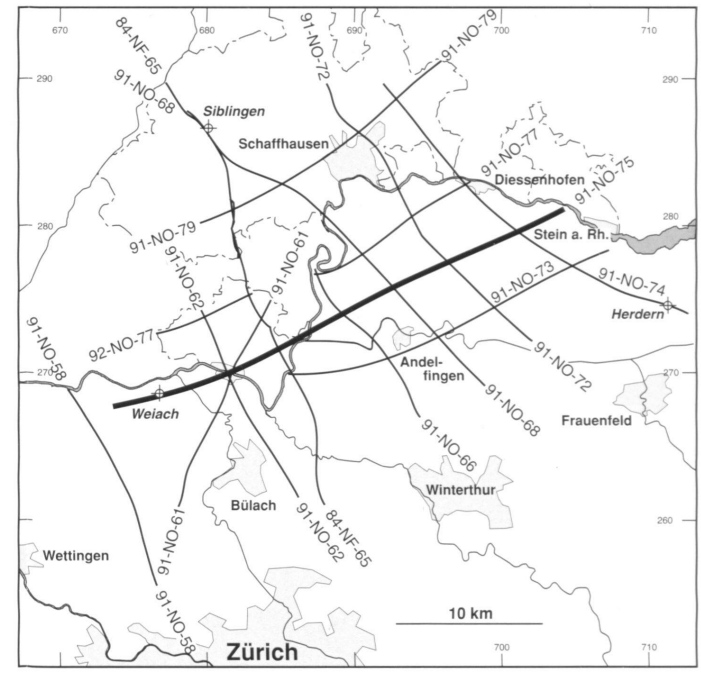 670
680
690
700
710
84-NF-65
91-NO-72
91-NO-79
290
290
91-NO-68
Siblingen
Schaffhausen
91-NO-77
Diessenhofen
91-NO-75
280
280
91-NO-79
91-NO-61
91-NO-62
Stein a. Rh.
91-NO-73
91-NO-74
Herdern
91-NO-58
92-NO-77
Andel-
fingen
91-NO-72
270
270
Weiach
91-NO-68
Frauenfeld
91-NO-66
Winterthur
Bülach
91-NO-61
91-NO-62
84-NF-65
260
Wettingen
91-NO-58
10 km
Zürich
700
710